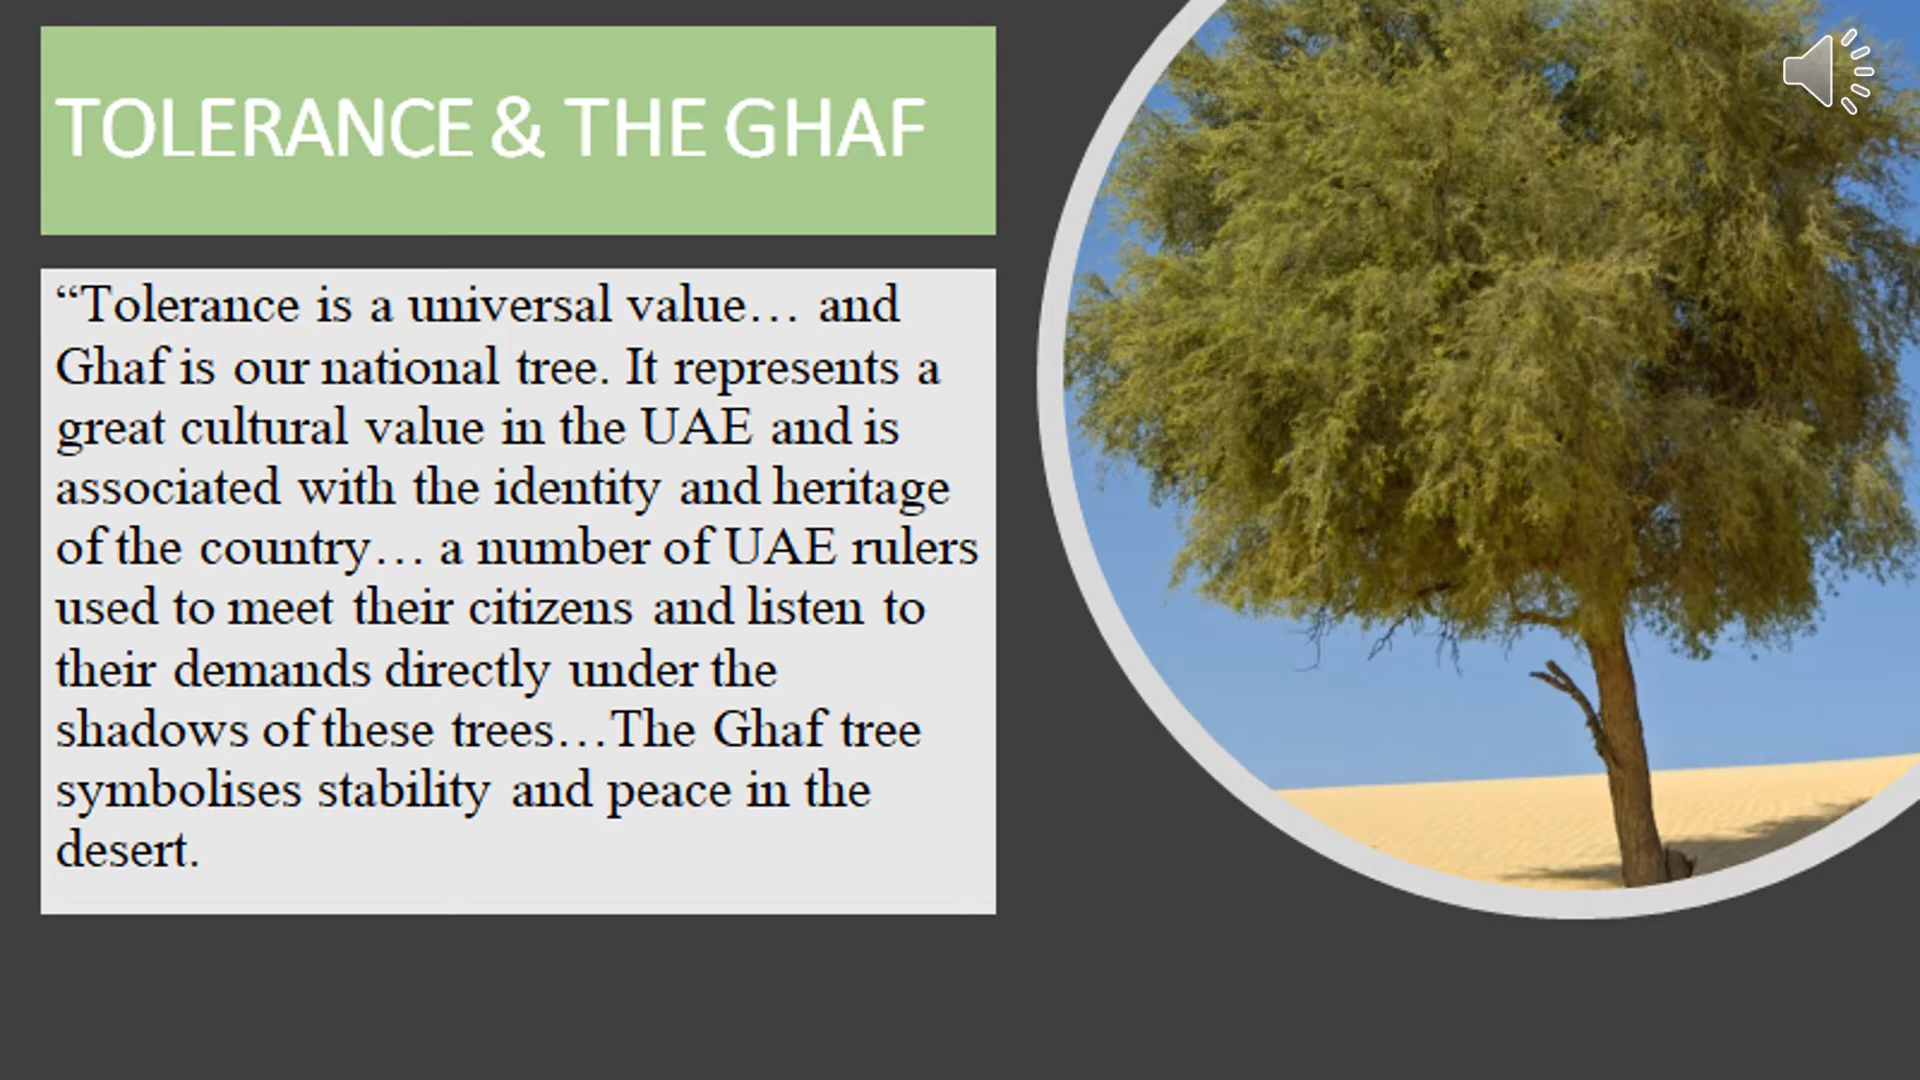 TOLERANCE & THE GHAF
“Tolerance is a universal value… and
Ghaf is our national tree. It represents a
great cultural value in the UAE and is
associated with the identity and heritage
of the country… a number of UAE rulers
used to meet their citizens and listen to
their demands directly under the
shadows of these trees…The Ghaf tree
symbolises stability and peace in the
desert.